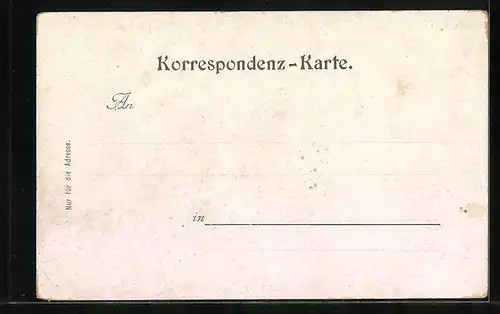 Korrespondenz-Karte.
An
in
Nur für die Adresse.